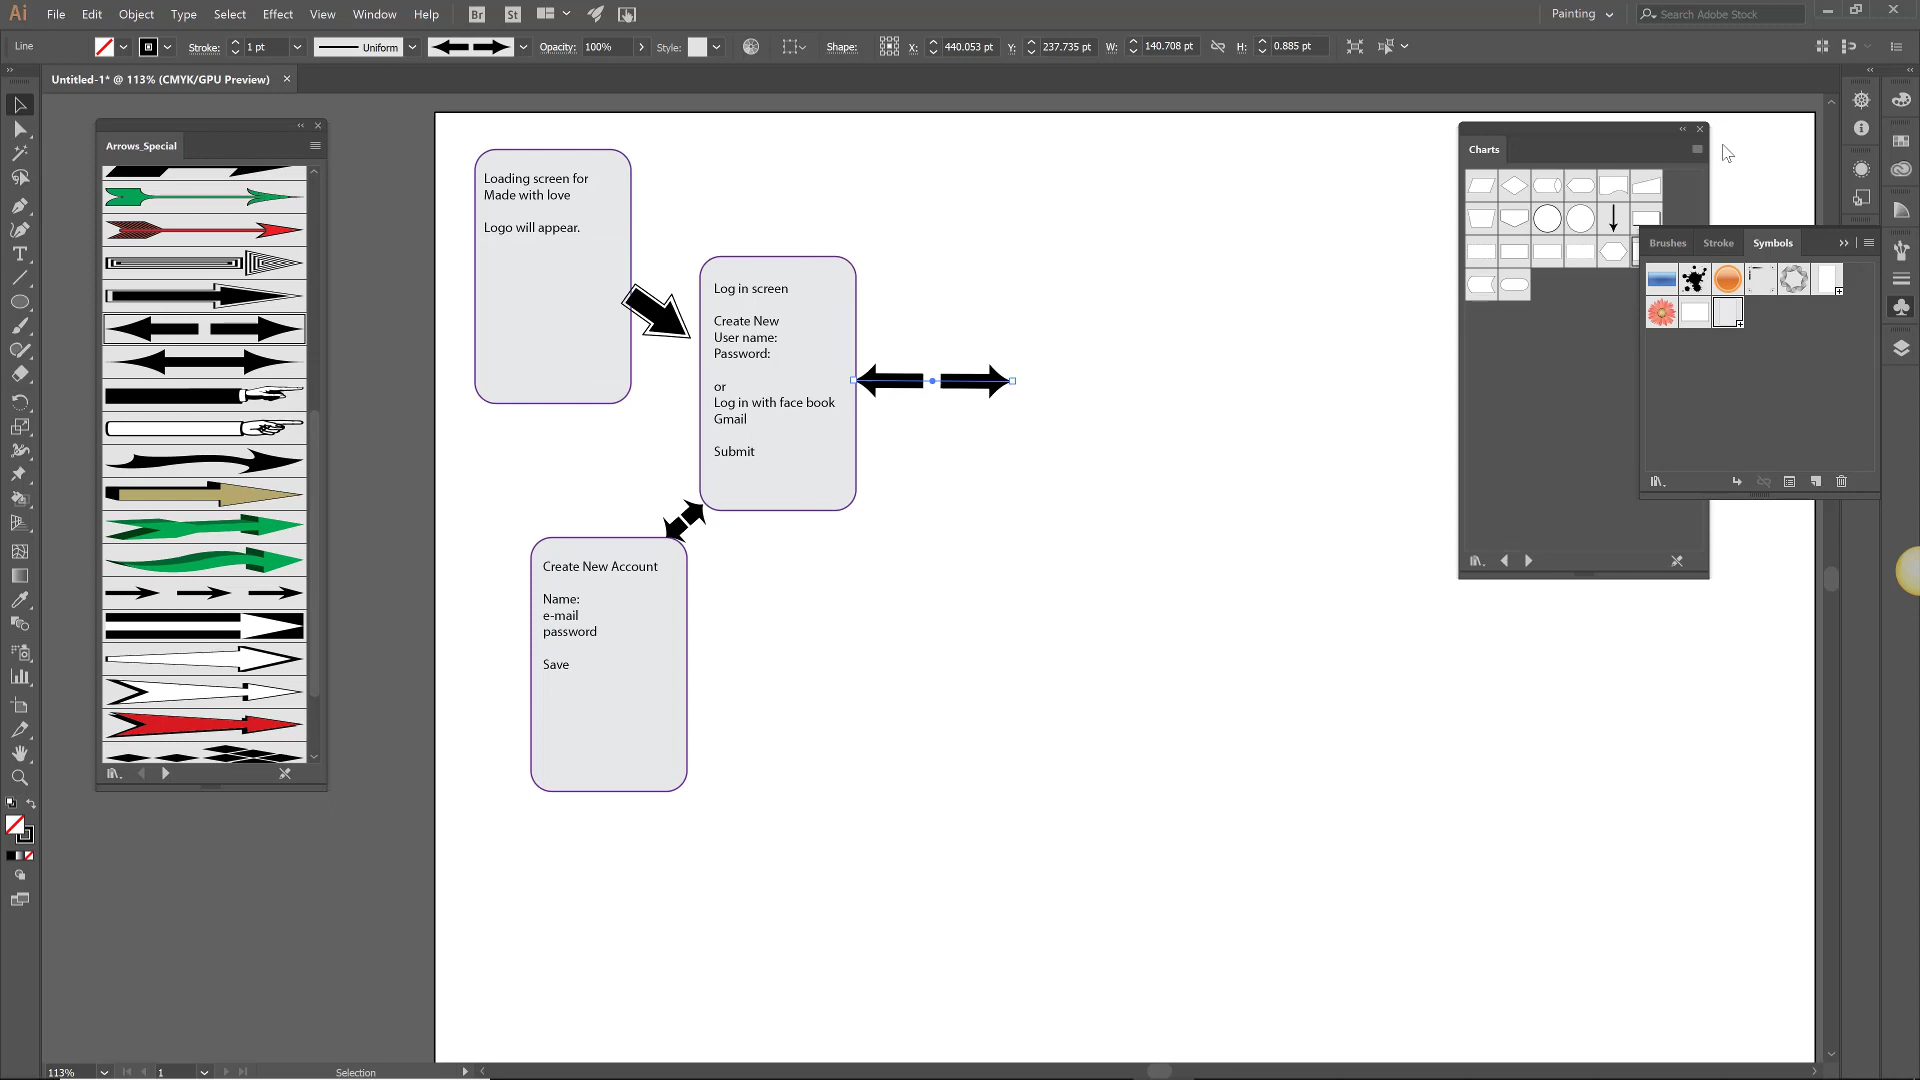 Ai File Edit Object Type Select Effect View Window Help Br St Painting Search Adobe Stock
Line Stroke: 1 pt Uniform Opacity: 100% Style: Shape: X: 440.053 pt Y: 237.735 pt W: 140.708 pt H: 0.885 pt
Untitled-1* @ 113% (CMYK/GPU Preview)
Arrows_Special
Charts
Brushes Stroke Symbols
Loading screen for
Made with love
Logo will appear.
Log in screen
Create New
User name:
Password:
or
Log in with face book
Gmail
Submit
Create New Account
Name:
e-mail
password
Save
113% 1 Selection